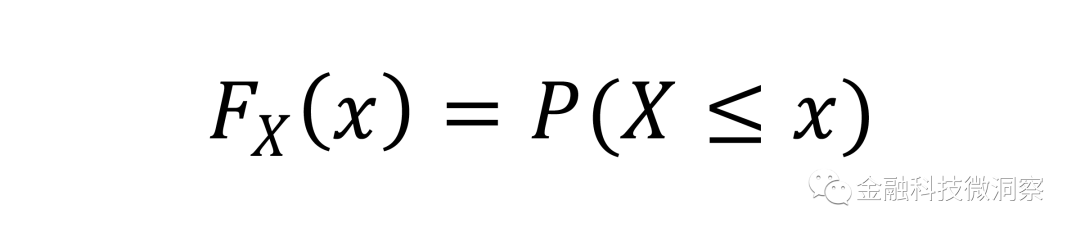 F_X(x) = P(X ≤ x)
金融科技微洞察